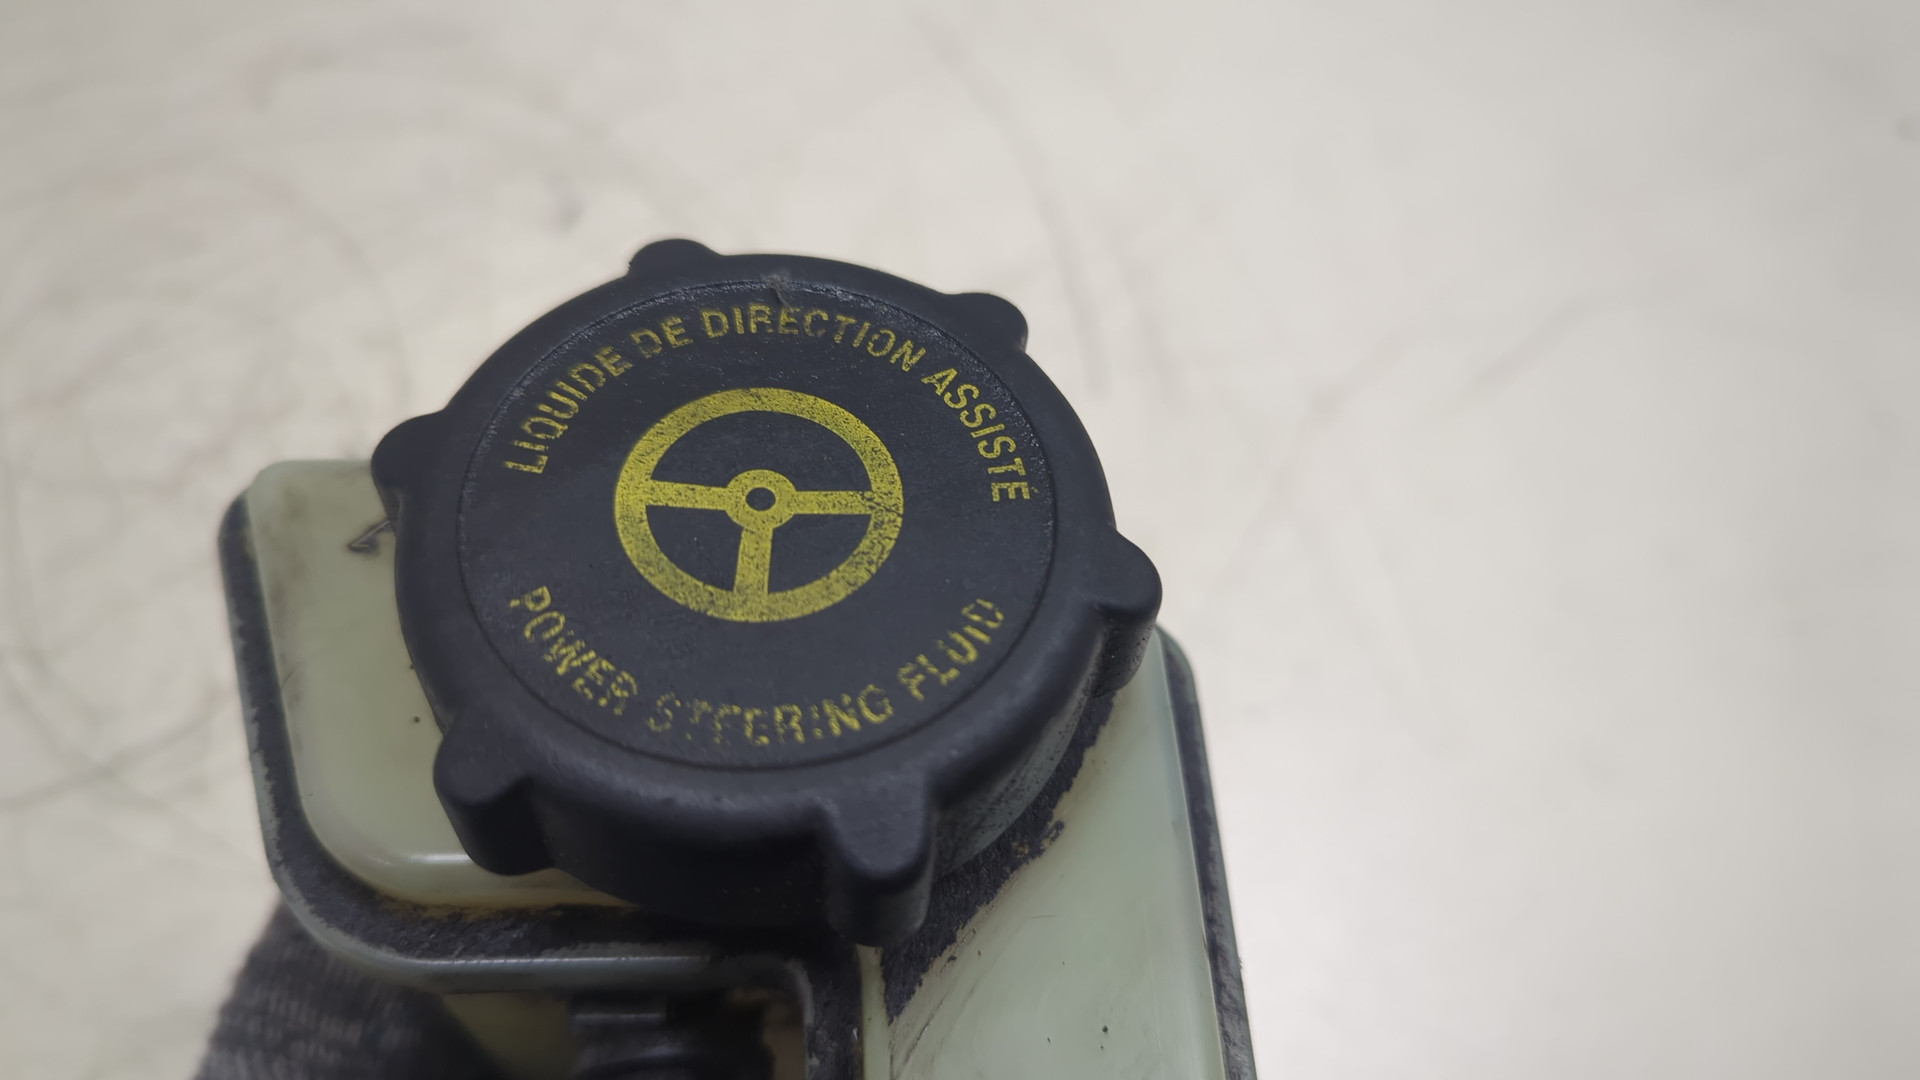 LIQUIDE DE DIRECTION ASSISTÉ
POWER STEERING FLUID